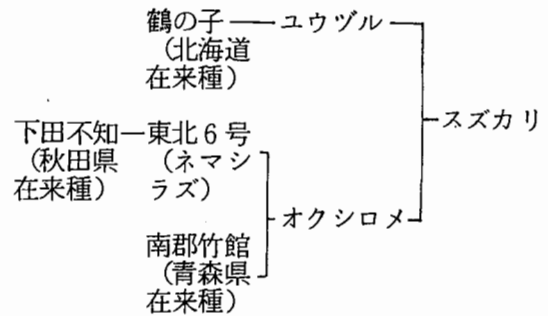 鶴の子 ユウヅル
(北海道
在来種)
スズカリ
下田不知 東北6号
(秋田県 (ネマシ
在来種) ラズ)
オクシロメ
南郡竹館
(青森県
在来種)